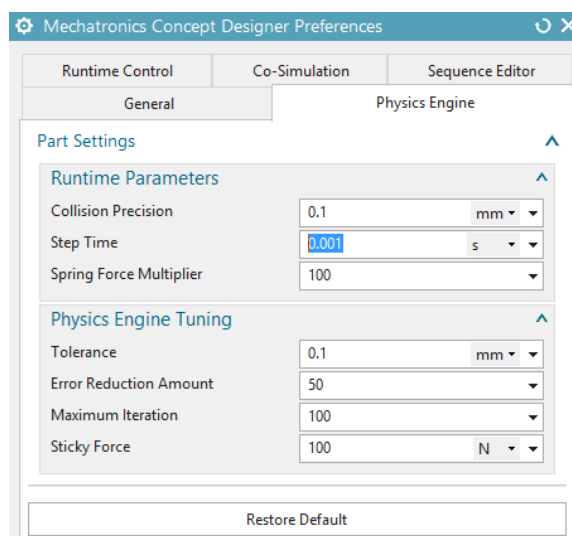 Mechatronics Concept Designer Preferences
Runtime Control Co-Simulation Sequence Editor
General Physics Engine
Part Settings
Runtime Parameters
Collision Precision 0.1 mm
Step Time 0.001 s
Spring Force Multiplier 100
Physics Engine Tuning
Tolerance 0.1 mm
Error Reduction Amount 50
Maximum Iteration 100
Sticky Force 100 N
Restore Default